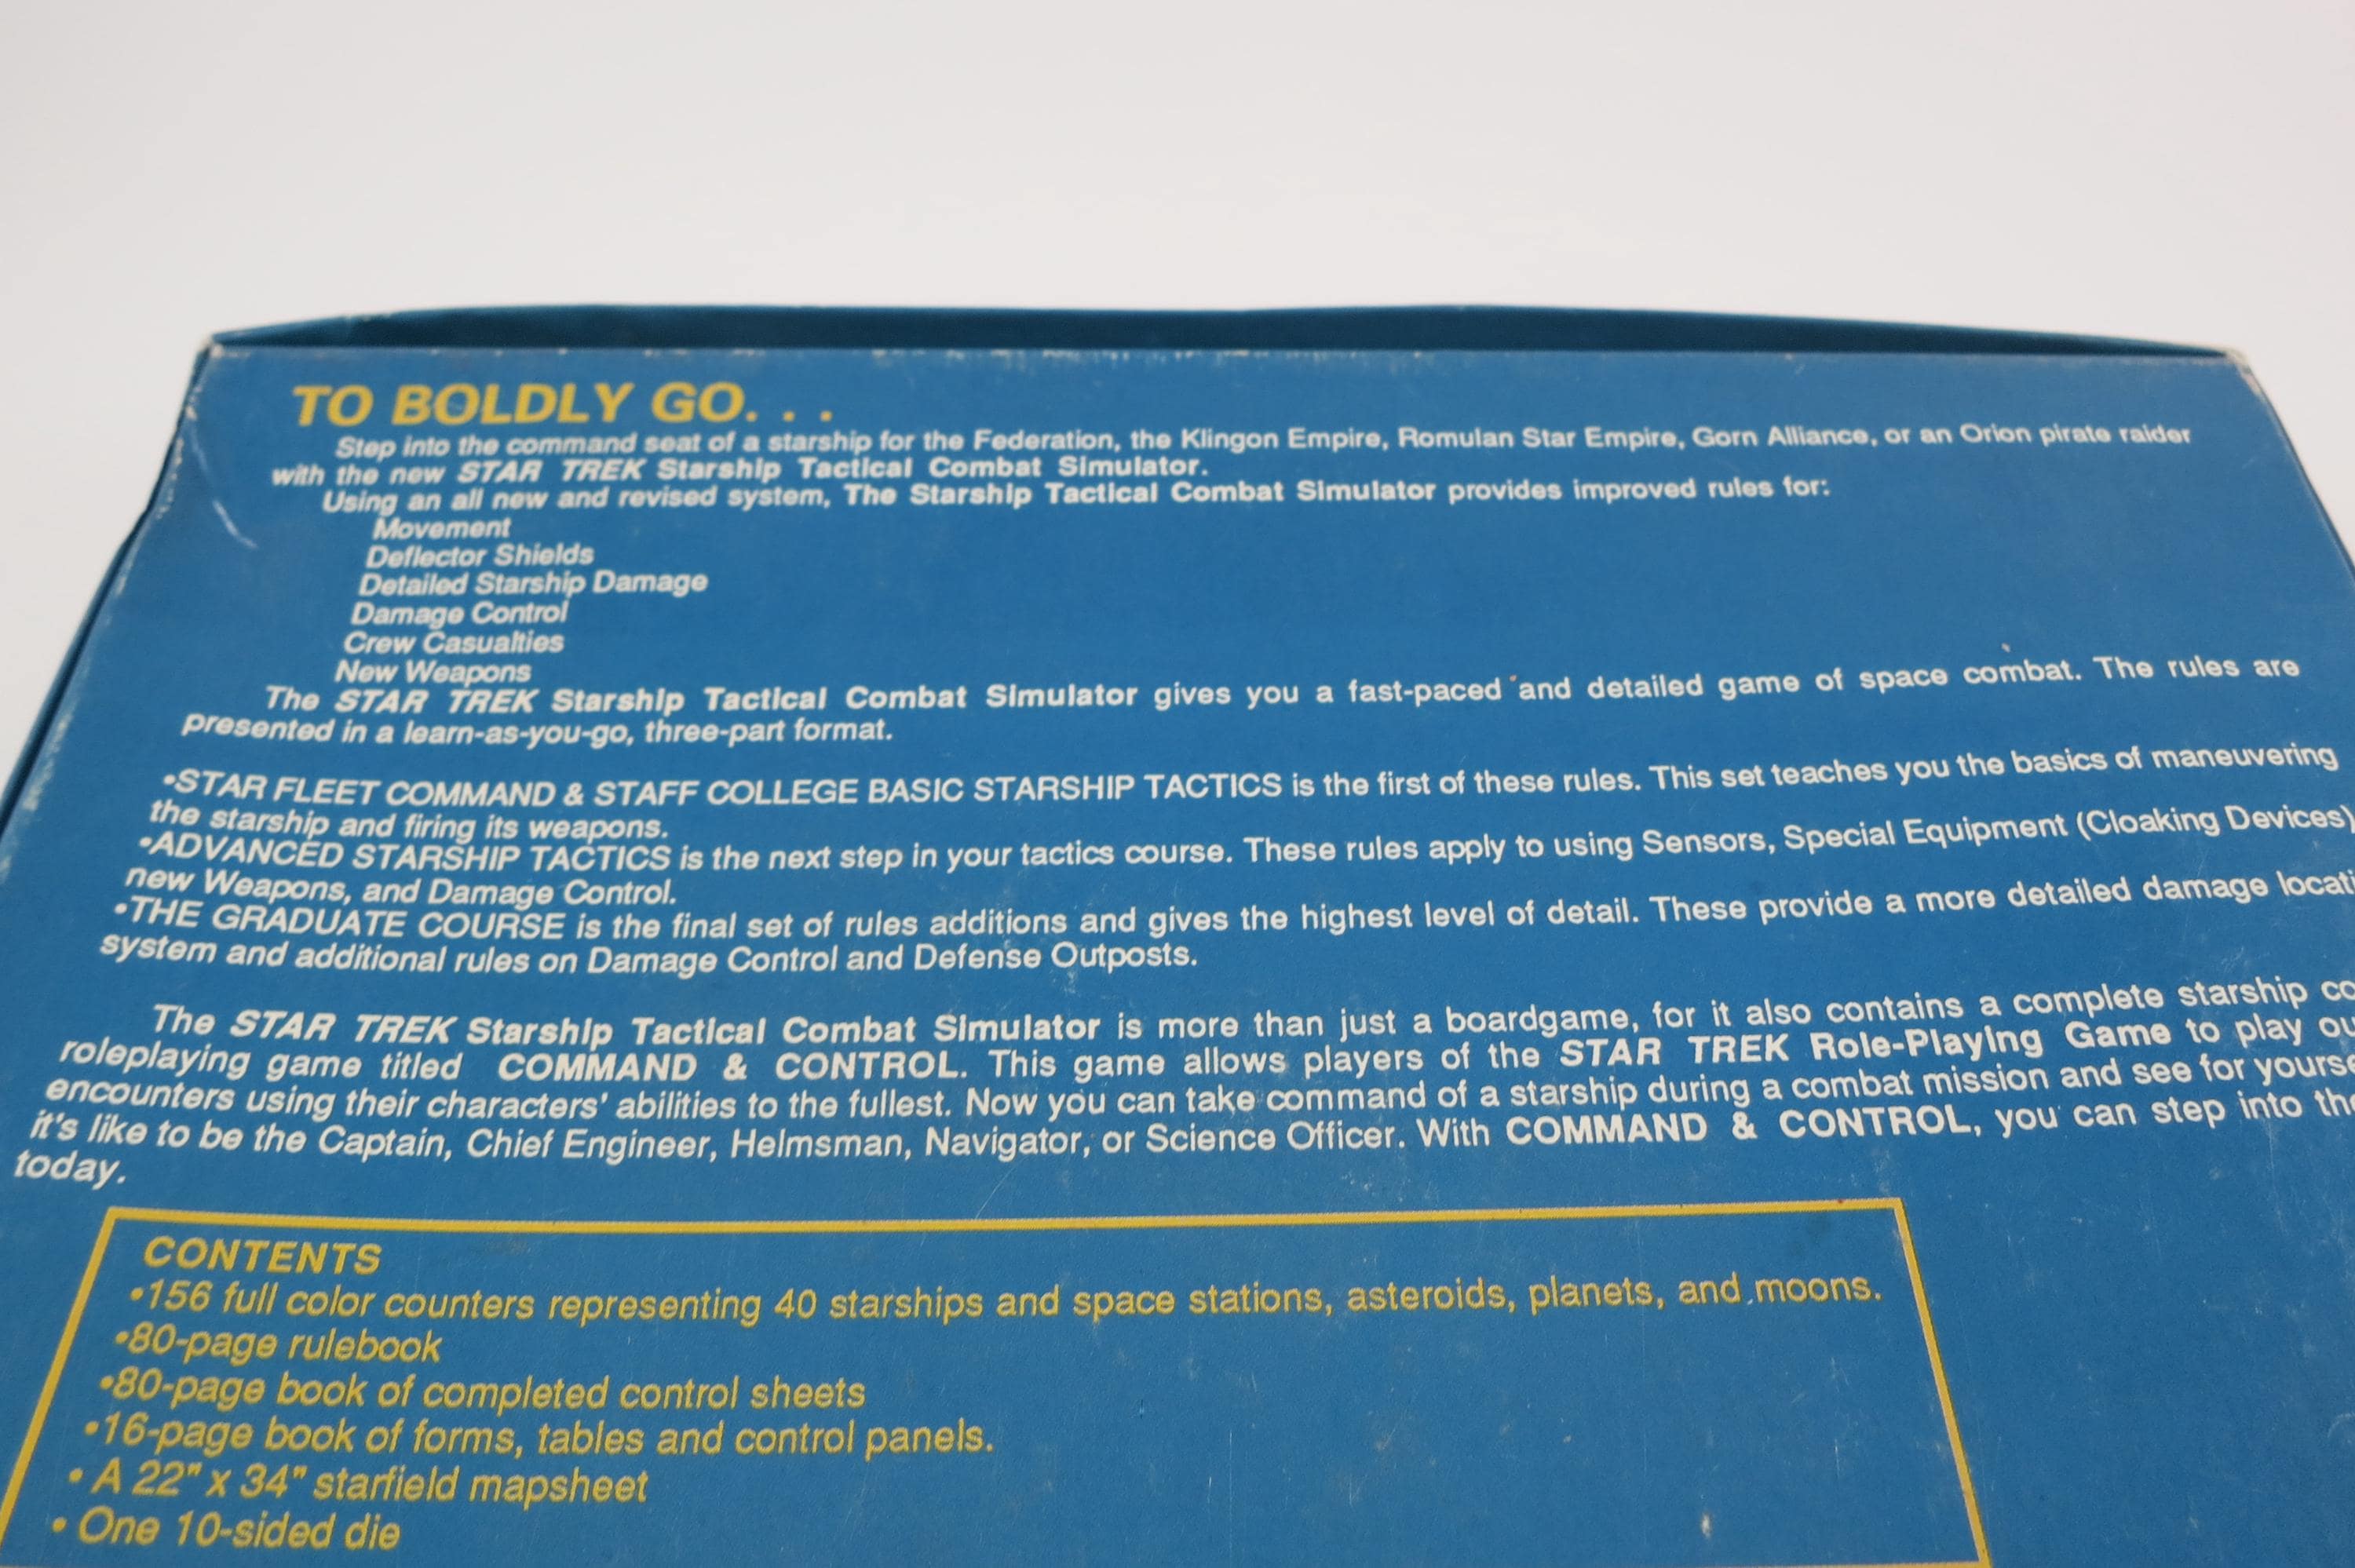 TO BOLDLY GO. . .
Step into the command seat of a starship for the Federation, the Klingon Empire, Romulan Star Empire, Gorn Alliance, or an Orion pirate raider
with the new STAR TREK Starship Tactical Combat Simulator.
Using an all new and revised system, The Starship Tactical Combat Simulator provides improved rules for:
Movement
Deflector Shields
Detailed Starship Damage
Damage Control
Crew Casualties
New Weapons
The STAR TREK Starship Tactical Combat Simulator gives you a fast-paced and detailed game of space combat. The rules are
presented in a learn-as-you-go, three-part format.
•STAR FLEET COMMAND & STAFF COLLEGE BASIC STARSHIP TACTICS is the first of these rules. This set teaches you the basics of maneuvering
the starship and firing its weapons.
•ADVANCED STARSHIP TACTICS is the next step in your tactics course. These rules apply to using Sensors, Special Equipment (Cloaking Devices)
new Weapons, and Damage Control.
•THE GRADUATE COURSE is the final set of rules additions and gives the highest level of detail. These provide a more detailed damage locati
system and additional rules on Damage Control and Defense Outposts.
The STAR TREK Starship Tactical Combat Simulator is more than just a boardgame, for it also contains a complete starship co
roleplaying game titled COMMAND & CONTROL. This game allows players of the STAR TREK Role-Playing Game to play ou
encounters using their characters' abilities to the fullest. Now you can take command of a starship during a combat mission and see for yourse
it's like to be the Captain, Chief Engineer, Helmsman, Navigator, or Science Officer. With COMMAND & CONTROL, you can step into the
today.
CONTENTS
•156 full color counters representing 40 starships and space stations, asteroids, planets, and moons.
•80-page rulebook
•80-page book of completed control sheets
•16-page book of forms, tables and control panels.
• A 22" x 34" starfield mapsheet
• One 10-sided die